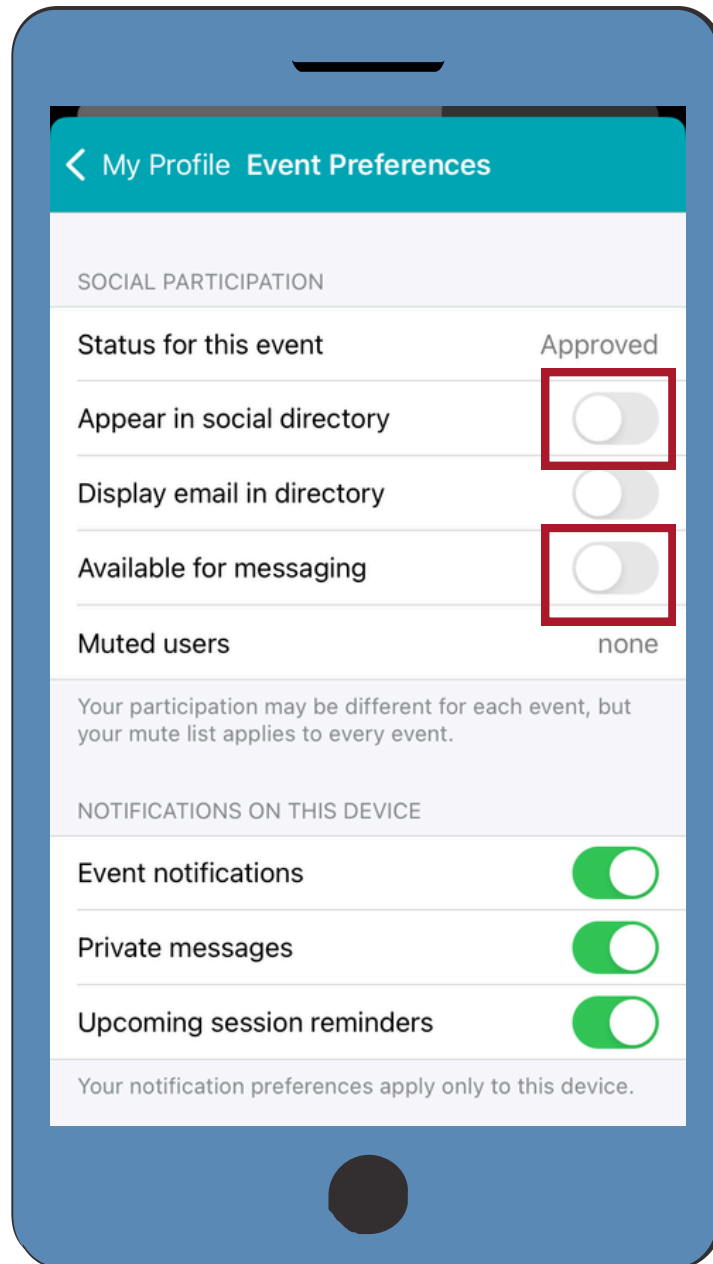 My Profile Event Preferences
SOCIAL PARTICIPATION
Status for this event Approved
Appear in social directory
Display email in directory
Available for messaging
Muted users none
Your participation may be different for each event, but
your mute list applies to every event.
NOTIFICATIONS ON THIS DEVICE
Event notifications
Private messages
Upcoming session reminders
Your notification preferences apply only to this device.